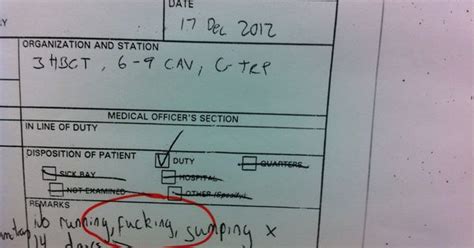 DATE
17 Dec 2012
ORGANIZATION AND STATION
3HBCT, 6-9 CAV, G TRP
MEDICAL OFFICER'S SECTION
IN LINE OF DUTY
DISPOSITION OF PATIENT
DUTY
QUARTERS
SICK BAY
HOSPITAL
NOT EXAMINED
OTHER (Specify)
REMARKS
No running, fucking, jumping x
14 days